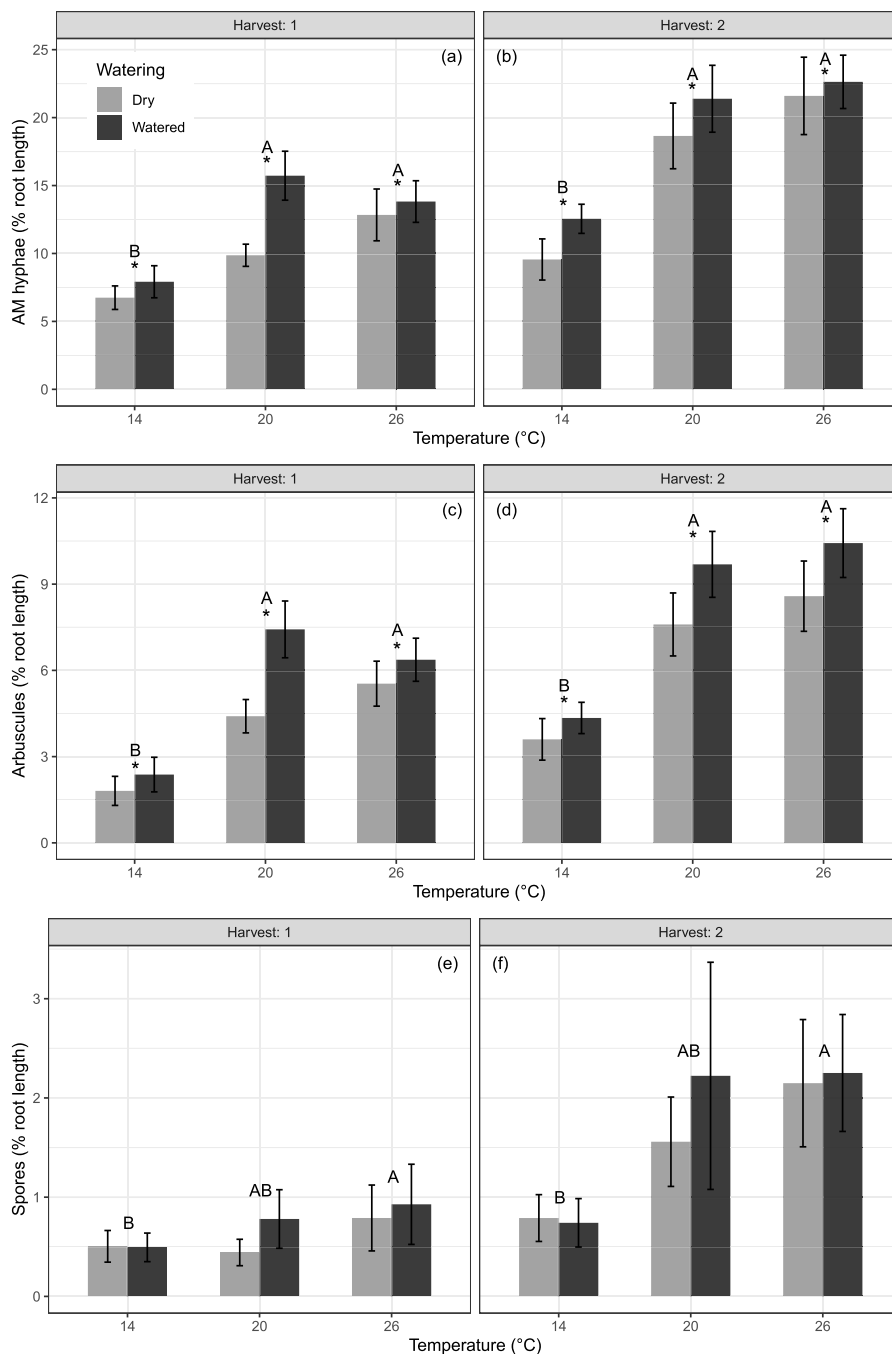 Harvest: 1
Harvest: 2
25
20
15
10
5
0
AM hyphae (% root length)
Watering
Dry
Watered
(a)
(b)
B
*
A
*
A
*
B
*
A
*
A
*
14
20
26
14
20
26
Temperature (°C)
Harvest: 1
Harvest: 2
12
9
6
3
0
Arbuscules (% root length)
(c)
(d)
B
*
A
*
A
*
B
*
A
*
A
*
14
20
26
14
20
26
Temperature (°C)
Harvest: 1
Harvest: 2
3
2
1
0
Spores (% root length)
(e)
(f)
B
AB
A
B
AB
A
14
20
26
14
20
26
Temperature (°C)